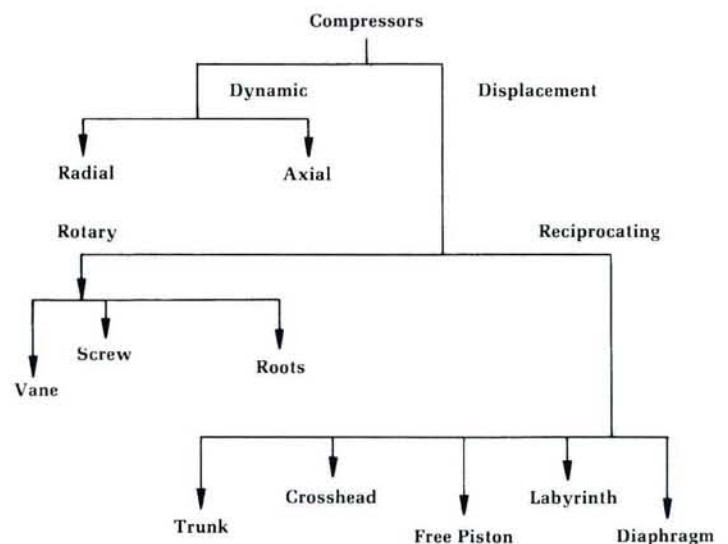 Compressors
Dynamic
Displacement
Radial
Axial
Rotary
Reciprocating
Screw
Roots
Vane
Crosshead
Labyrinth
Trunk
Free Piston
Diaphragm